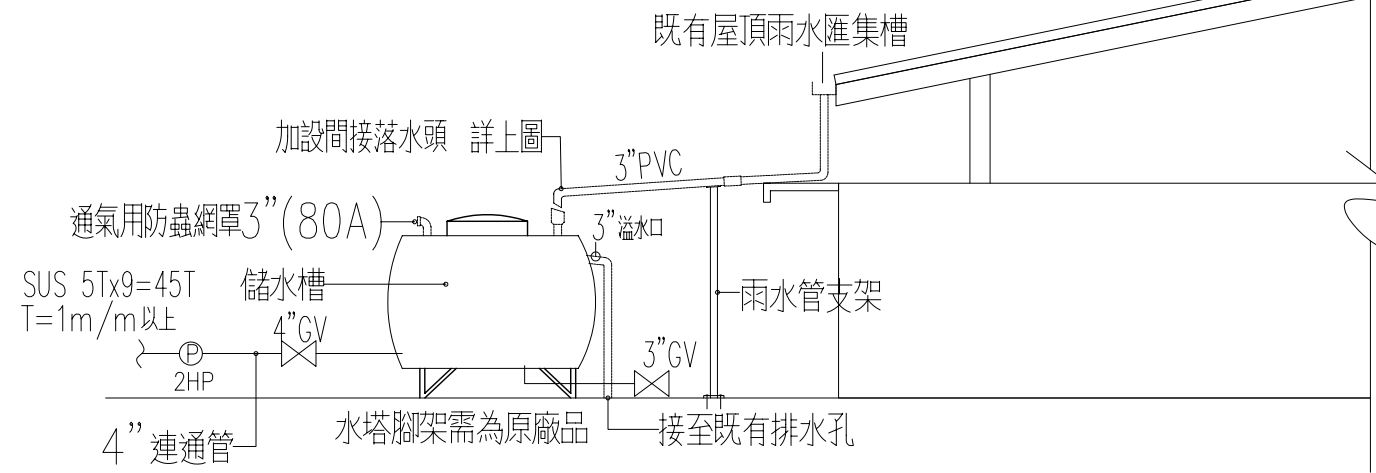 既有屋頂雨水匯集槽
加設間接落水頭 詳上圖
3”PVC
通氣用防蟲網罩3”(80A)
3”溢水口
SUS 5Tx9=45T
T=1m/m以上
儲水槽
雨水管支架
4”GV
3”GV
P
2HP
水塔腳架需為原廠品
接至既有排水孔
4”連通管